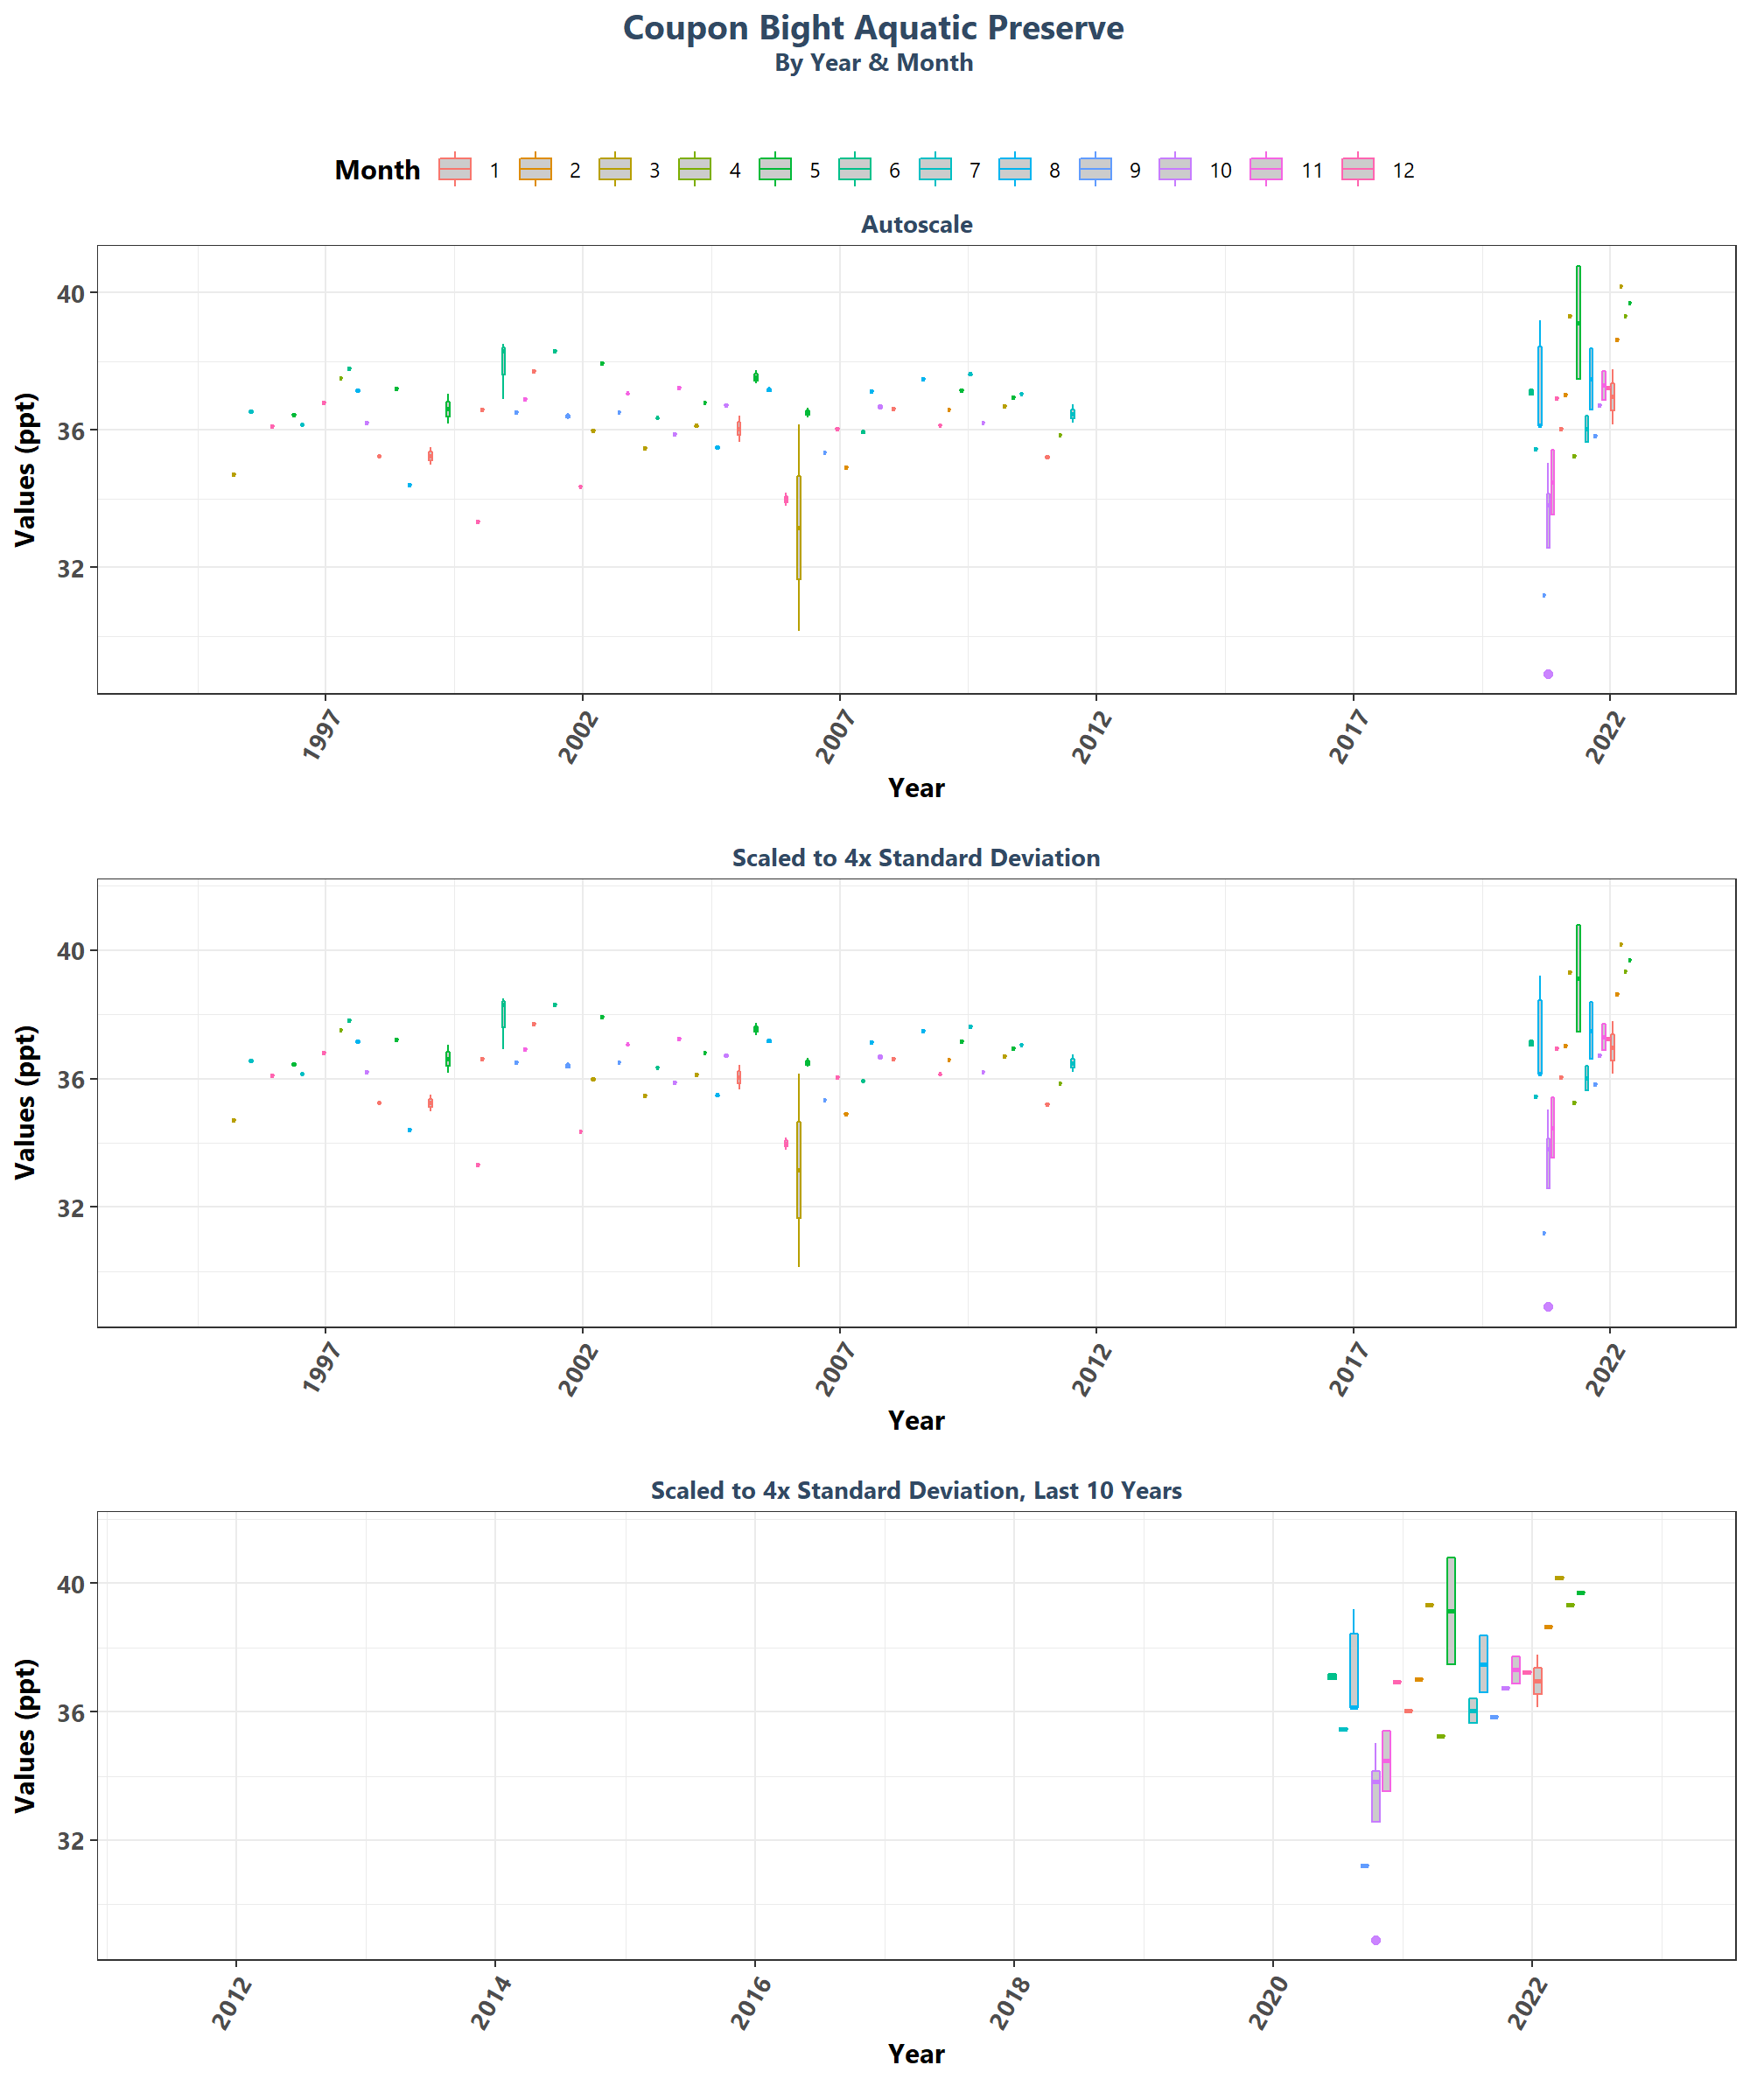 Coupon Bight Aquatic Preserve
By Year & Month
Month 1 2 3 4 5 6 7 8 9 10 11 12
Autoscale
Values (ppt)
40
36
32
1997 2002 2007 2012 2017 2022
Year
Scaled to 4x Standard Deviation
Values (ppt)
40
36
32
1997 2002 2007 2012 2017 2022
Year
Scaled to 4x Standard Deviation, Last 10 Years
Values (ppt)
40
36
32
2012 2014 2016 2018 2020 2022
Year